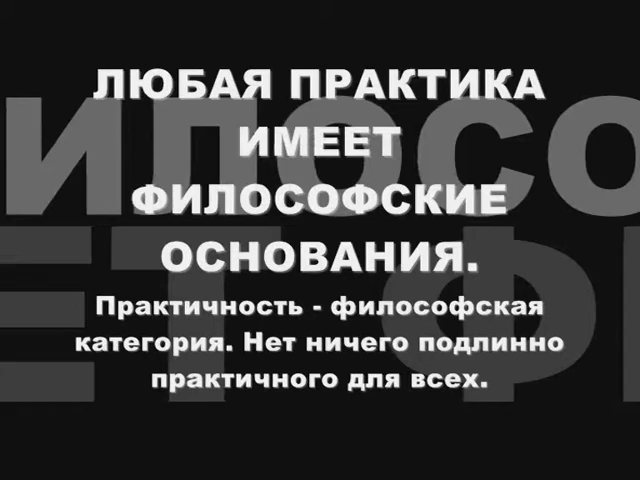 ЛЮБАЯ ПРАКТИКА
ИМЕЕТ
ФИЛОСОФСКИЕ
ОСНОВАНИЯ.
Практичность - философская
категория. Нет ничего подлинно
практичного для всех.